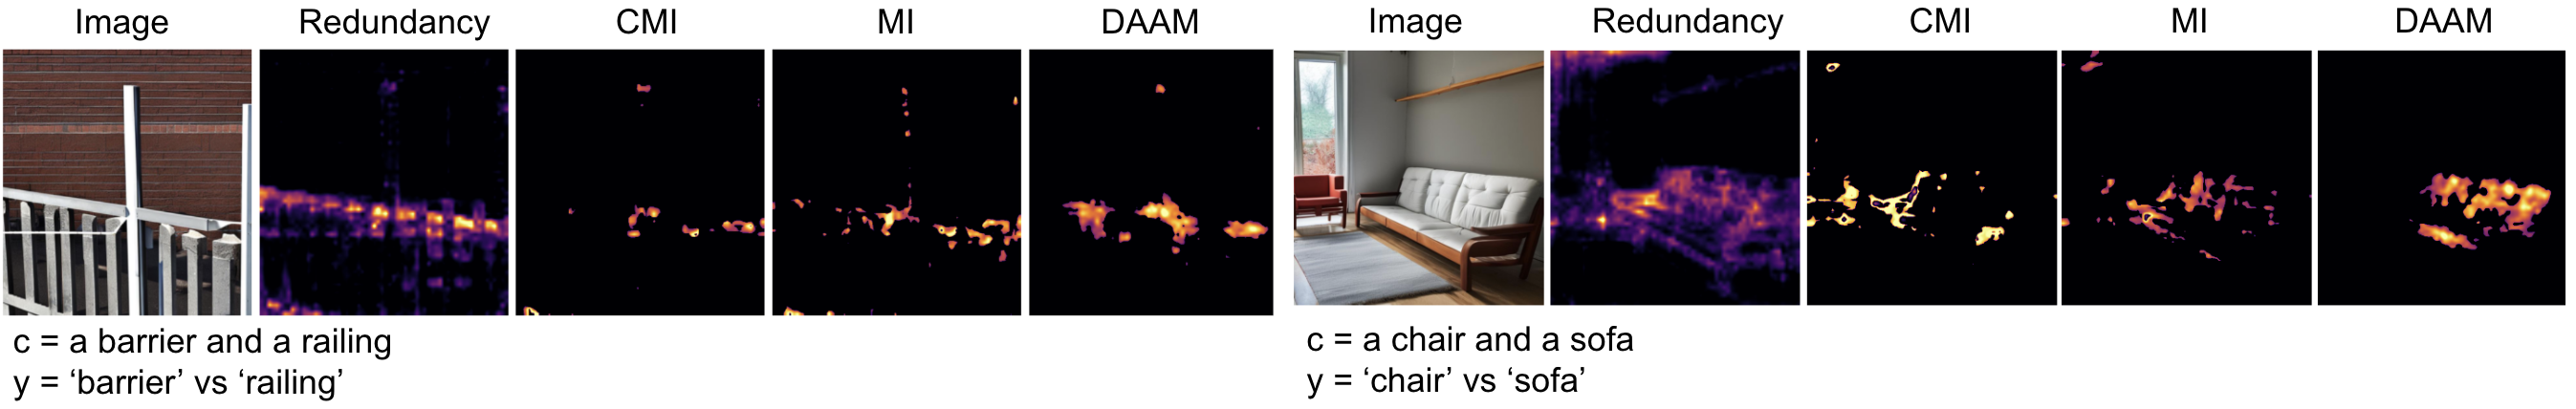 Image Redundancy CMI MI DAAM Image Redundancy CMI MI DAAM
c = a barrier and a railing
y = ‘barrier’ vs ‘railing’
c = a chair and a sofa
y = ‘chair’ vs ‘sofa’